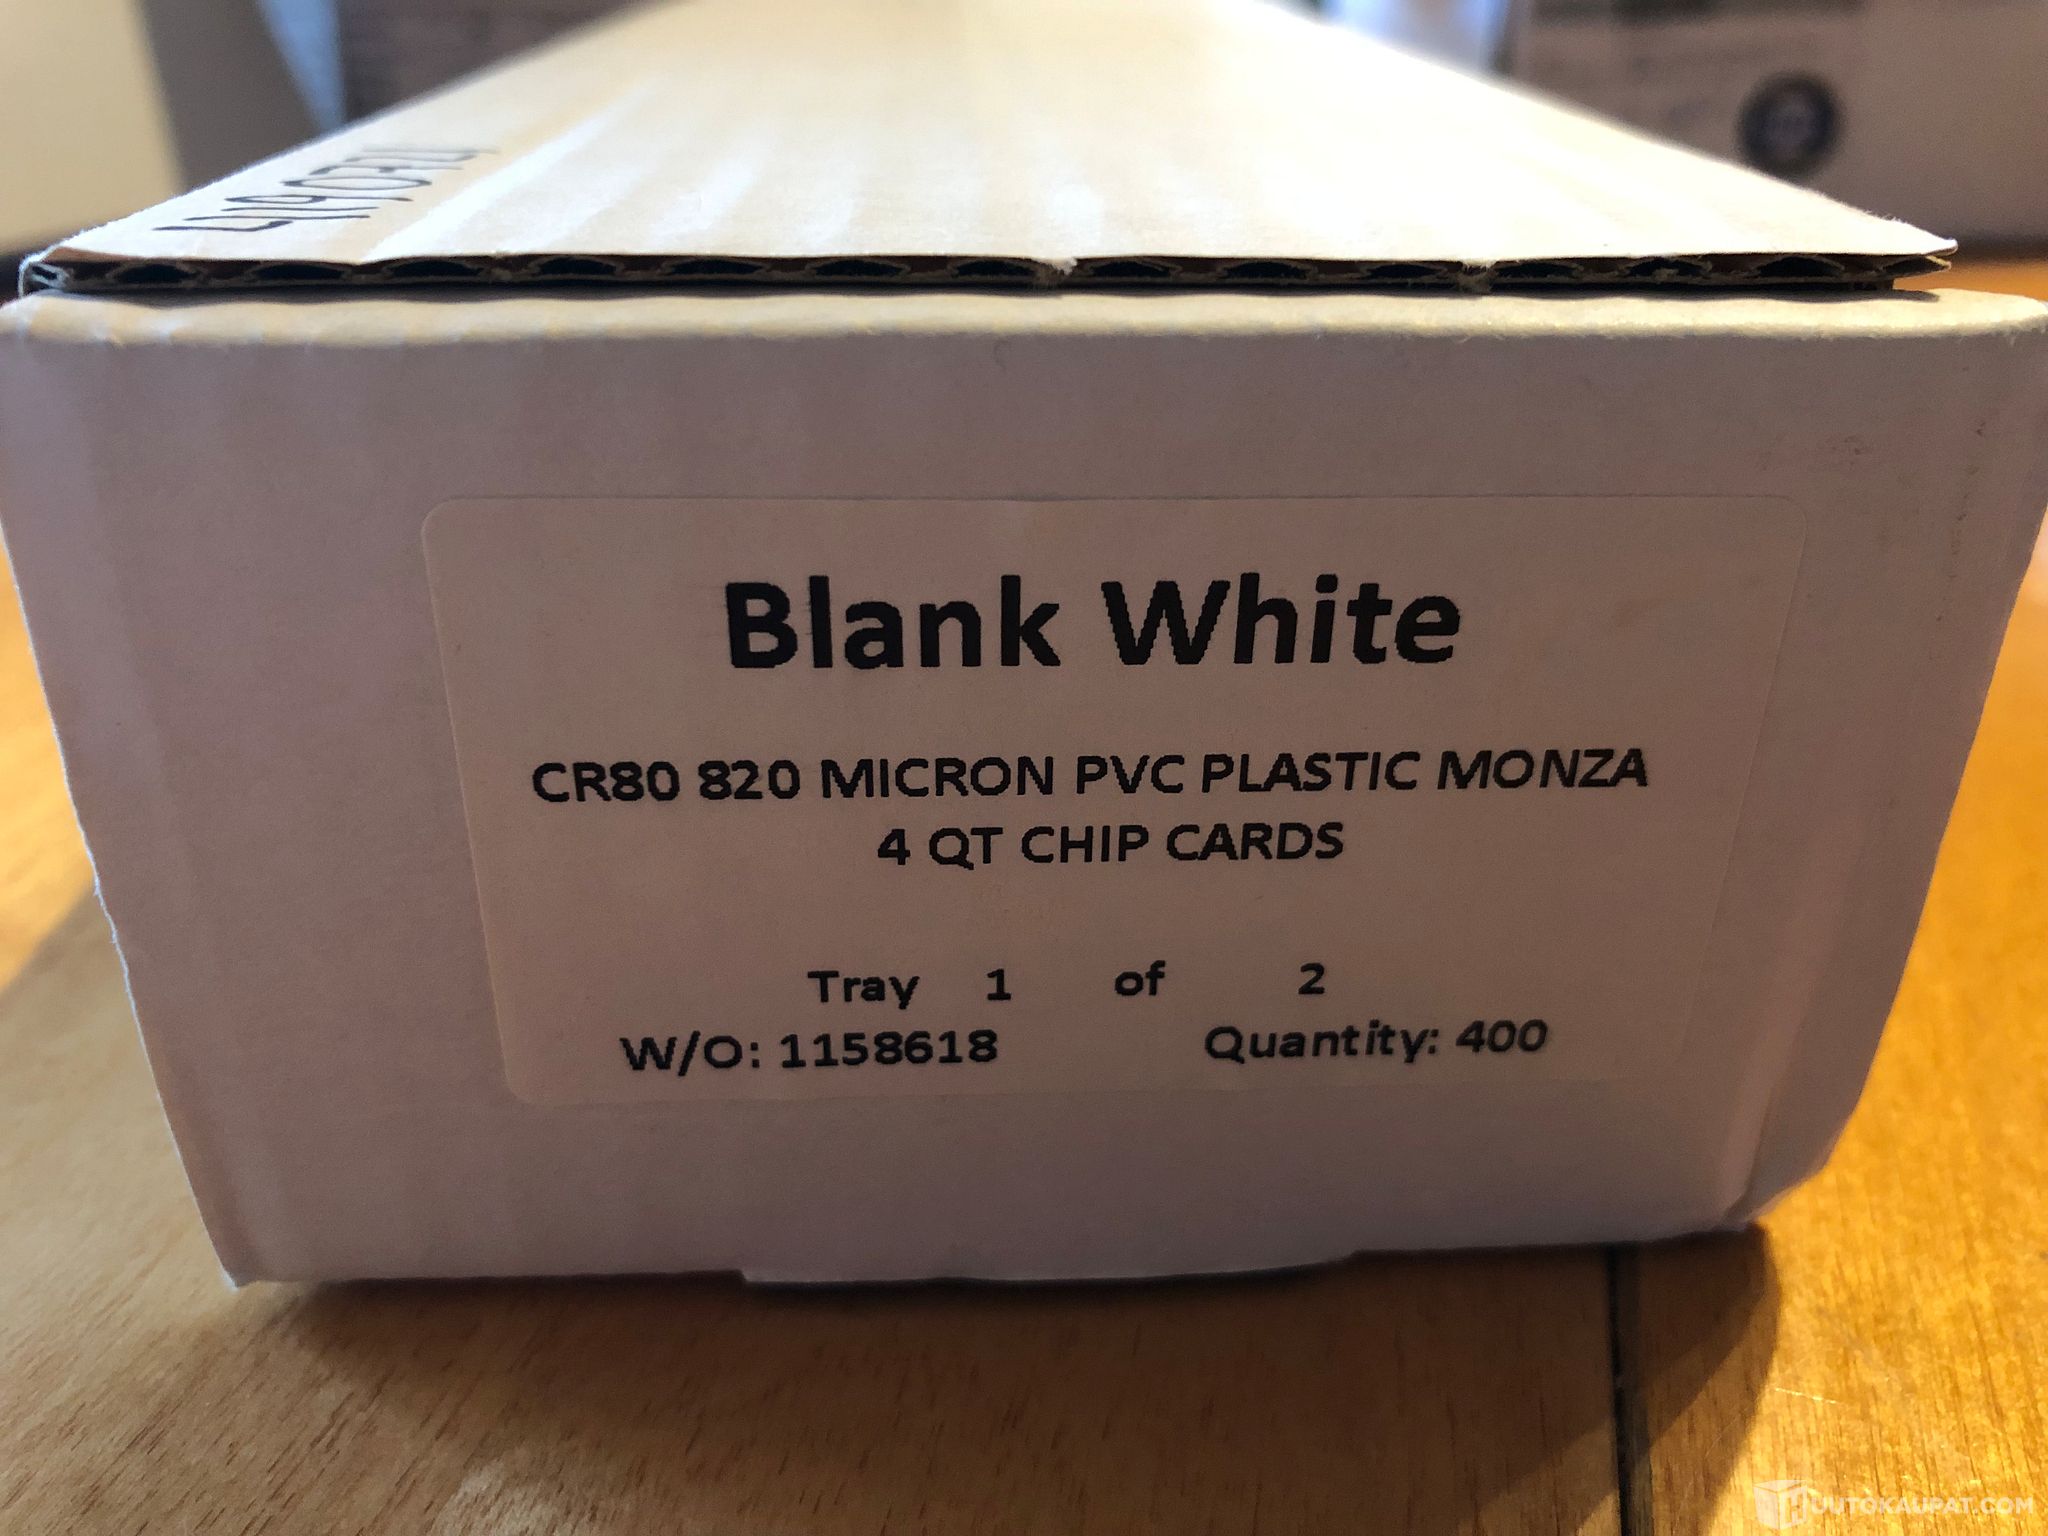 Blank White
CR80 820 MICRON PVC PLASTIC MONZA
4 QT CHIP CARDS
Tray 1 of 2
W/O: 1158618 Quantity: 400
HUUTOKAUPAT.COM